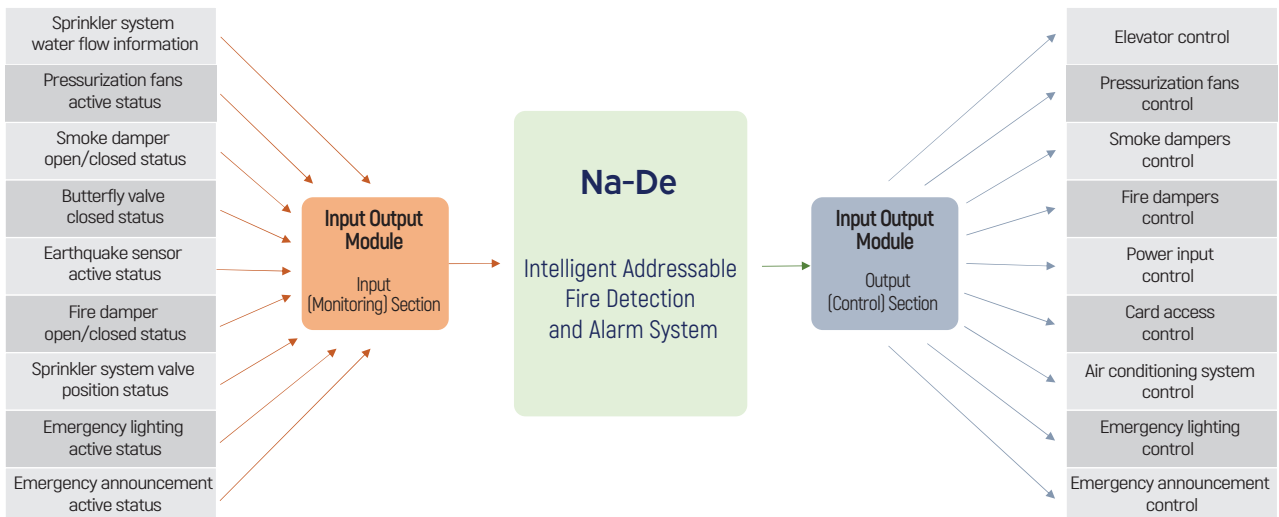 Sprinkler system
water flow information
Pressurization fans
active status
Smoke damper
open/closed status
Butterfly valve
closed status
Earthquake sensor
active status
Fire damper
open/closed status
Sprinkler system valve
position status
Emergency lighting
active status
Emergency announcement
active status
Input Output
Module
Input
(Monitoring) Section
Na-De
Intelligent Addressable
Fire Detection
and Alarm System
Input Output
Module
Output
(Control) Section
Elevator control
Pressurization fans
control
Smoke dampers
control
Fire dampers
control
Power input
control
Card access
control
Air conditioning system
control
Emergency lighting
control
Emergency announcement
control